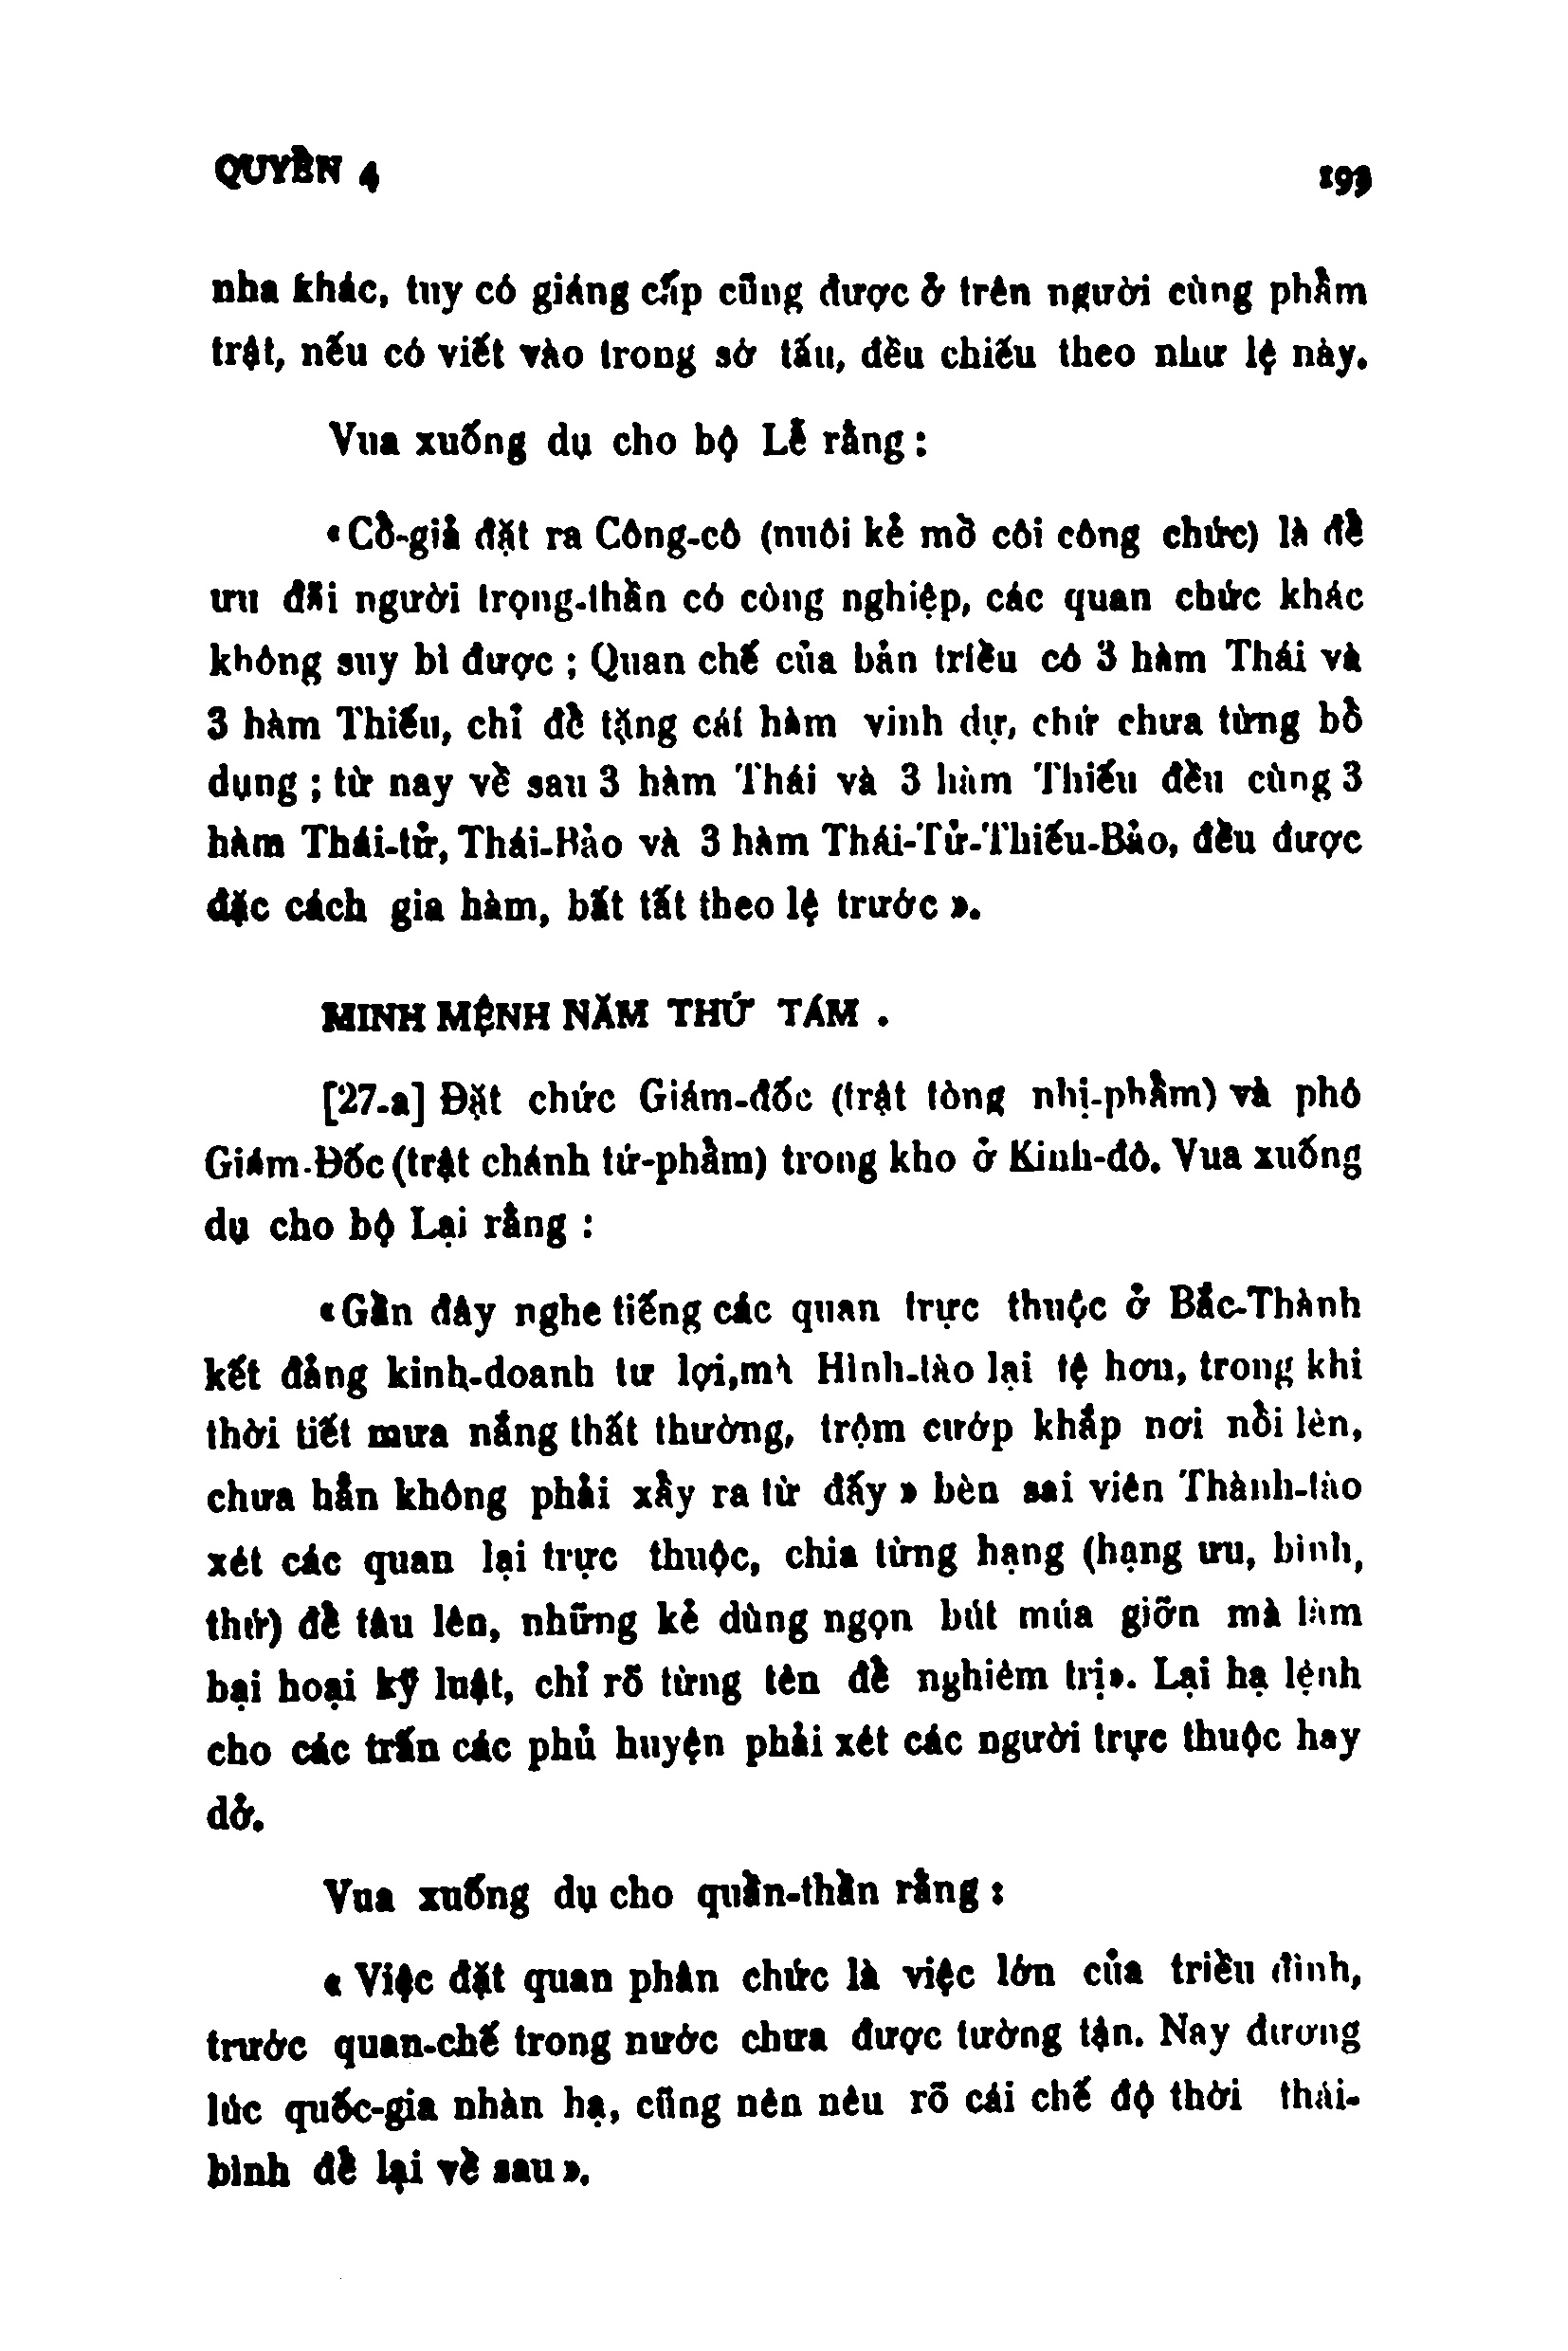 QUYỂN 4
193
nha khác, tuy có giáng cấp cũng được ở trên người cùng phẩm
trật, nếu có viết vào trong sớ tấu, đều chiếu theo như lệ này.
Vua xuống dụ cho bộ Lễ rằng :
« Cổ-giả đặt ra Công-cô (nuôi kẻ mồ côi công chức) là để
ưu đãi người trọng-thần có công nghiệp, các quan chức khác
không suy bì được ; Quan chế của bản triều có 3 hàm Thái và
3 hàm Thiếu, chỉ để tặng cái hàm vinh dự, chứ chưa từng bổ
dụng ; từ nay về sau 3 hàm Thái và 3 hàm Thiếu đều cùng 3
hàm Thái-tử, Thái-Bảo và 3 hàm Thái-Tử-Thiếu-Bảo, đều được
đặc cách gia hàm, bất tất theo lệ trước ».
MINH MỆNH NĂM THỨ TÁM .
[27.a] Đặt chức Giám-đốc (trật tòng nhị-phẩm) và phó
Giám-Đốc (trật chánh tứ-phẩm) trong kho ở Kinh-đô. Vua xuống
dụ cho bộ Lại rằng :
« Gần đây nghe tiếng các quan trực thuộc ở Bắc-Thành
kết đảng kinh-doanh tư lợi, mà Hình-tào lại tệ hơn, trong khi
thời tiết mưa nắng thất thường, trộm cướp khắp nơi nổi lên,
chưa hẳn không phải xẩy ra từ đấy » bèn sai viên Thành-tào
xét các quan lại trực thuộc, chia từng hạng (hạng ưu, bình,
thứ) để tâu lên, những kẻ dùng ngọn bút múa giỡn mà làm
bại hoại kỹ luật, chỉ rõ từng tên để nghiêm trị». Lại hạ lệnh
cho các trấn các phủ huyện phải xét các người trực thuộc hay
dở.
Vua xuống dụ cho quần-thần rằng :
« Việc đặt quan phân chức là việc lớn của triều đình,
trước quan-chế trong nước chưa được tường tận. Nay đương
lúc quốc-gia nhàn hạ, cũng nên nêu rõ cái chế độ thời thái-
bình để lại về sau ».